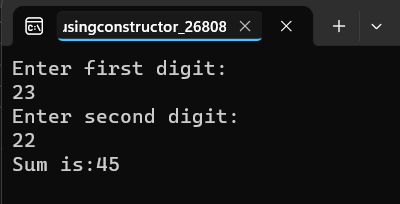 usingconstructor_26808
Enter first digit:
23
Enter second digit:
22
Sum is:45